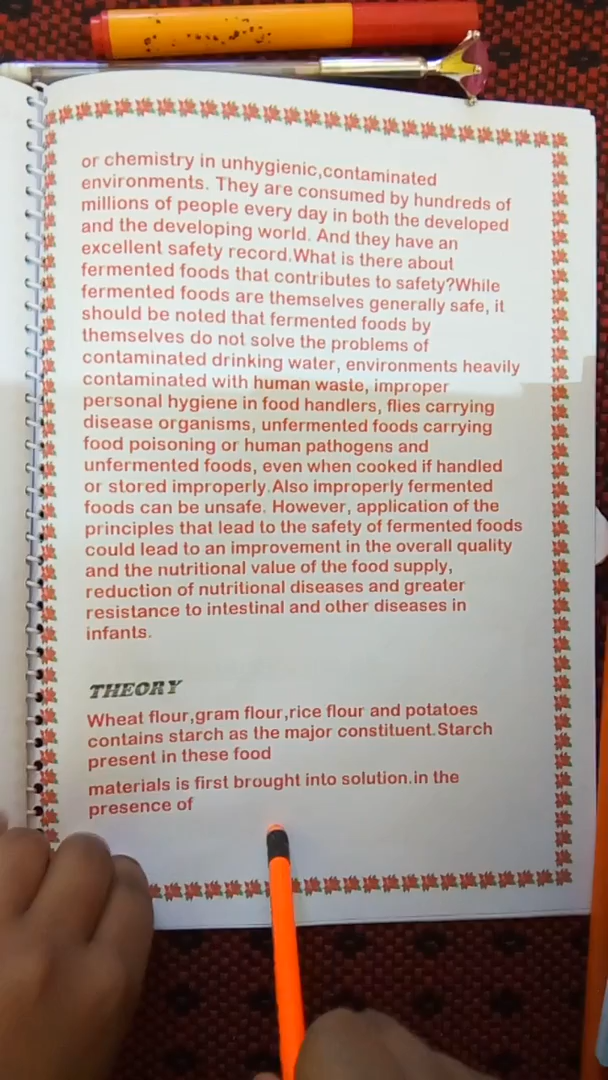 or chemistry in unhygienic,contaminated
environments. They are consumed by hundreds of
millions of people every day in both the developed
and the developing world. And they have an
excellent safety record.What is there about
fermented foods that contributes to safety?While
fermented foods are themselves generally safe, it
should be noted that fermented foods by
themselves do not solve the problems of
contaminated drinking water, environments heavily
contaminated with human waste, improper
personal hygiene in food handlers, flies carrying
disease organisms, unfermented foods carrying
food poisoning or human pathogens and
unfermented foods, even when cooked if handled
or stored improperly.Also improperly fermented
foods can be unsafe. However, application of the
principles that lead to the safety of fermented foods
could lead to an improvement in the overall quality
and the nutritional value of the food supply,
reduction of nutritional diseases and greater
resistance to intestinal and other diseases in
infants.
THEORY
Wheat flour,gram flour,rice flour and potatoes
contains starch as the major constituent.Starch
present in these food
materials is first brought into solution.in the
presence of